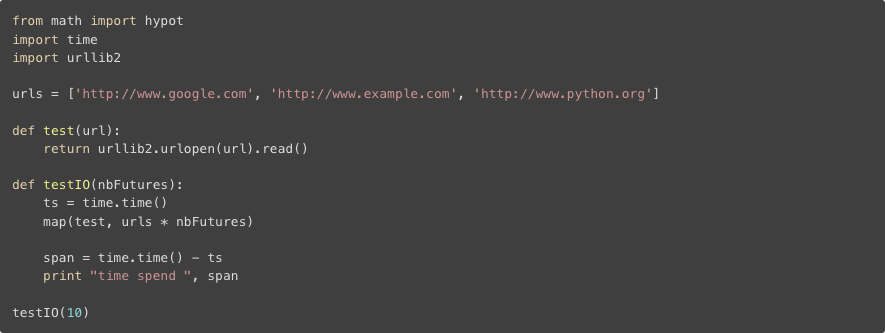 from math import hypot
import time
import urllib2

urls = ['http://www.google.com', 'http://www.example.com', 'http://www.python.org']

def test(url):
    return urllib2.urlopen(url).read()

def testIO(nbFutures):
    ts = time.time()
    map(test, urls * nbFutures)

    span = time.time() - ts
    print "time spend ", span

testIO(10)